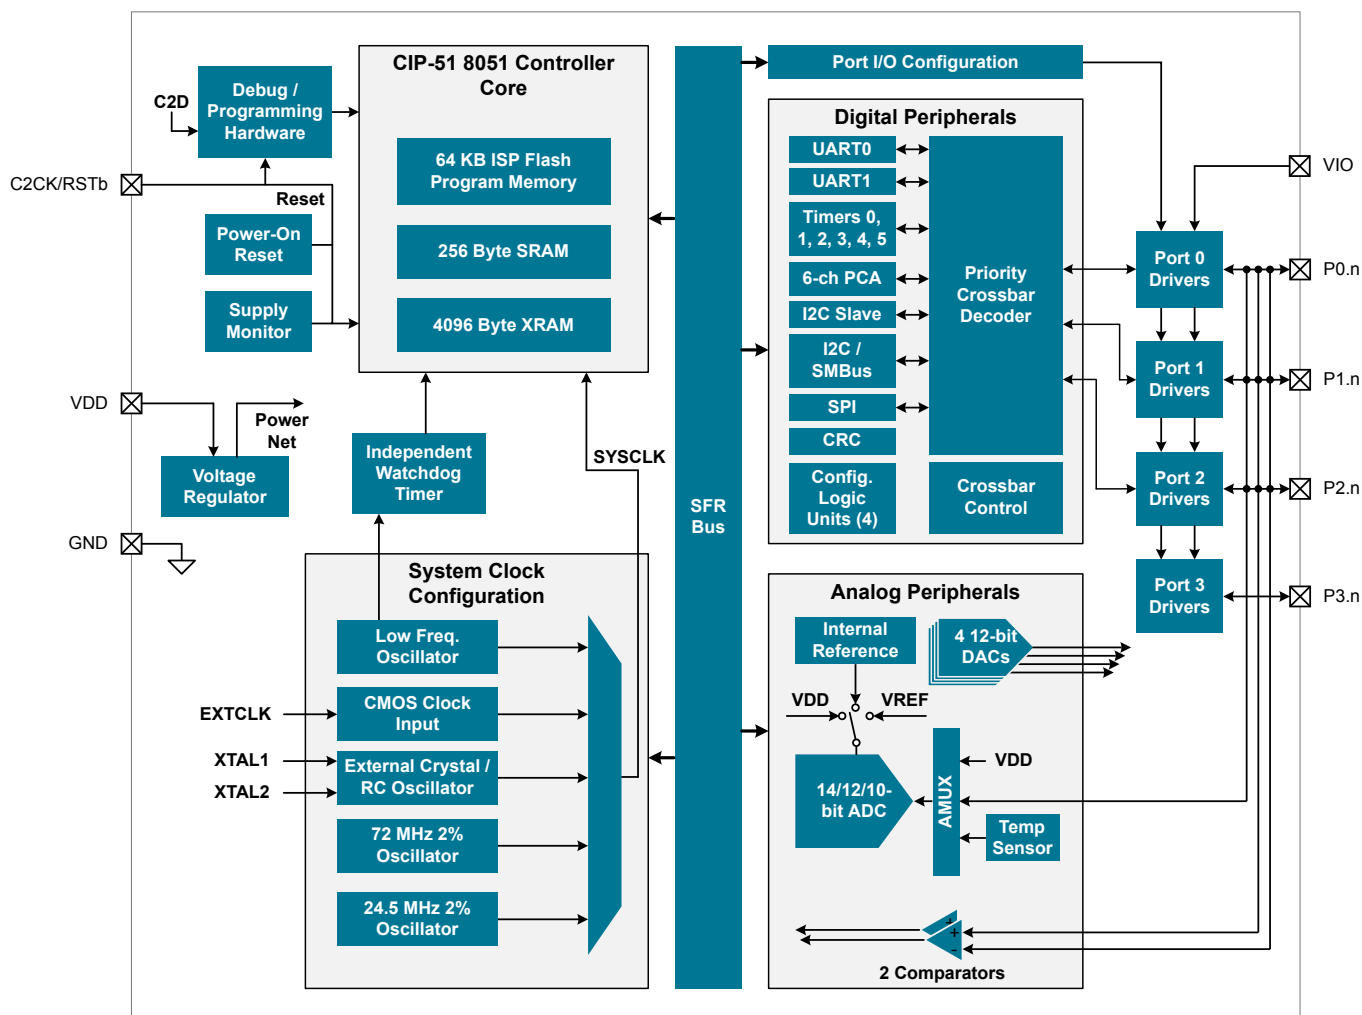 CIP-51 8051 Controller
Core
64 KB ISP Flash
Program Memory
256 Byte SRAM
4096 Byte XRAM
C2D
Debug /
Programming
Hardware
C2CK/RSTb
Reset
Power-On
Reset
Supply
Monitor
VDD
Power
Net
Voltage
Regulator
GND
Independent
Watchdog
Timer
SYSCLK
System Clock
Configuration
Low Freq.
Oscillator
EXTCLK
CMOS Clock
Input
XTAL1
XTAL2
External Crystal /
RC Oscillator
72 MHz 2%
Oscillator
24.5 MHz 2%
Oscillator
SFR
Bus
Port I/O Configuration
Digital Peripherals
UART0
UART1
Timers 0,
1, 2, 3, 4, 5
6-ch PCA
I2C Slave
I2C /
SMBus
SPI
CRC
Config.
Logic
Units (4)
Priority
Crossbar
Decoder
Crossbar
Control
Analog Peripherals
Internal
Reference
4 12-bit
DACs
VDD
VREF
14/12/10-
bit ADC
AMUX
VDD
Temp
Sensor
+
+
-
2 Comparators
VIO
Port 0
Drivers
P0.n
Port 1
Drivers
P1.n
Port 2
Drivers
P2.n
Port 3
Drivers
P3.n